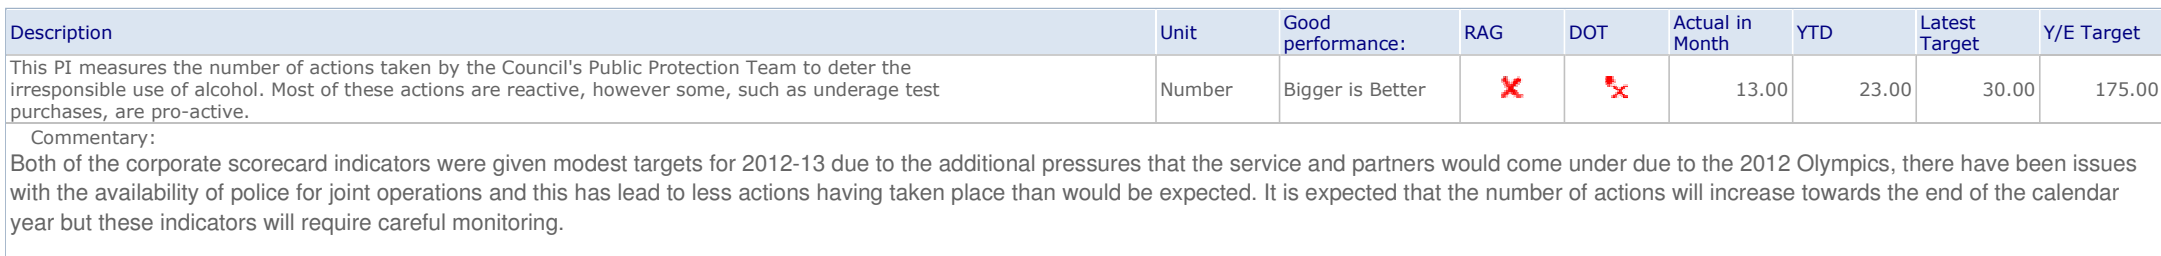 Description Unit Good performance: RAG DOT Actual in Month YTD Latest Target Y/E Target
This PI measures the number of actions taken by the Council's Public Protection Team to deter the
irresponsible use of alcohol. Most of these actions are reactive, however some, such as underage test
purchases, are pro-active.
Number Bigger is Better 13.00 23.00 30.00 175.00
Commentary:
Both of the corporate scorecard indicators were given modest targets for 2012-13 due to the additional pressures that the service and partners would come under due to the 2012 Olympics, there have been issues
with the availability of police for joint operations and this has lead to less actions having taken place than would be expected. It is expected that the number of actions will increase towards the end of the calendar
year but these indicators will require careful monitoring.